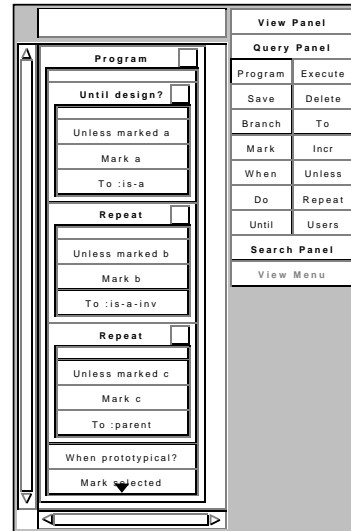 Program
Until design?
Unless marked a
Mark a
To :is-a
Repeat
Unless marked b
Mark b
To :is-a-inv
Repeat
Unless marked c
Mark c
To :parent
When prototypical?
Mark selected
View Panel
Query Panel
Program Execute
Save Delete
Branch To
Mark Incr
When Unless
Do Repeat
Until Users
Search Panel
View Menu